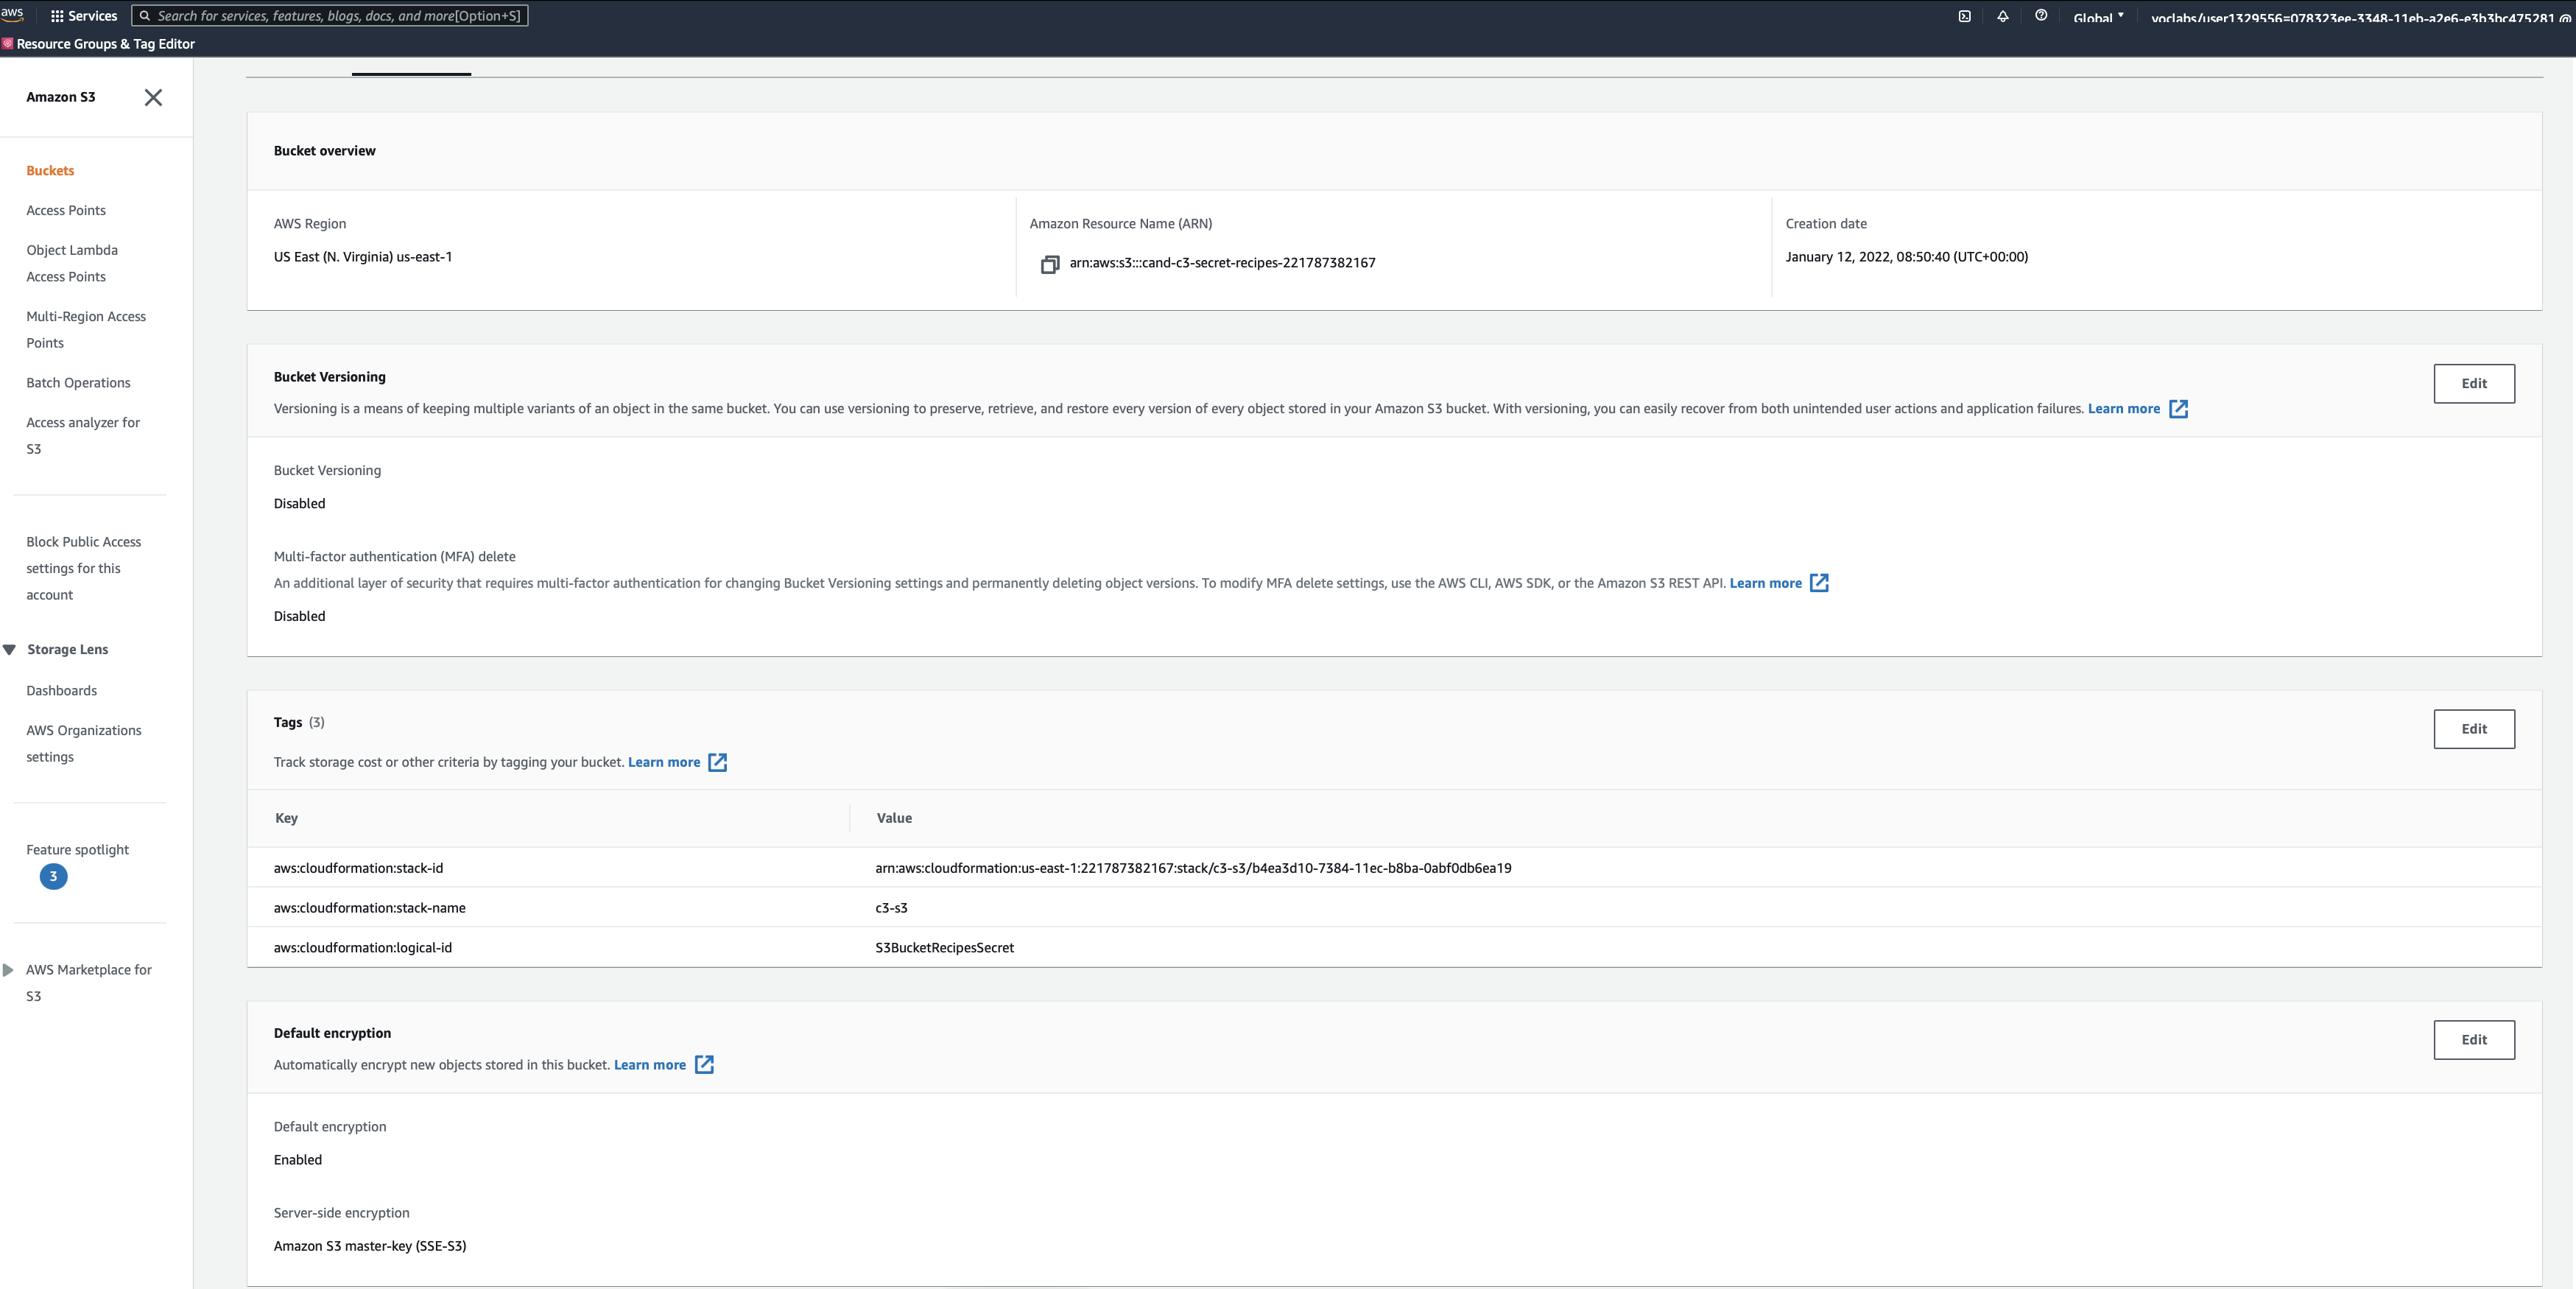 aws
Services
Search for services, features, blogs, docs, and more
[Option+S]
Global
voclabs/user1329556=078323ee-3348-11eb-a2e6-e3b3bc475281 @
Resource Groups & Tag Editor
Amazon S3
Buckets
Access Points
Object Lambda
Access Points
Multi-Region Access
Points
Batch Operations
Access analyzer for
S3
Block Public Access
settings for this
account
Storage Lens
Dashboards
AWS Organizations
settings
Feature spotlight
3
AWS Marketplace for
S3
Bucket overview
AWS Region
US East (N. Virginia) us-east-1
Amazon Resource Name (ARN)
arn:aws:s3:::cand-c3-secret-recipes-221787382167
Creation date
January 12, 2022, 08:50:40 (UTC+00:00)
Bucket Versioning
Edit
Versioning is a means of keeping multiple variants of an object in the same bucket. You can use versioning to preserve, retrieve, and restore every version of every object stored in your Amazon S3 bucket. With versioning, you can easily recover from both unintended user actions and application failures. Learn more
Bucket Versioning
Disabled
Multi-factor authentication (MFA) delete
An additional layer of security that requires multi-factor authentication for changing Bucket Versioning settings and permanently deleting object versions. To modify MFA delete settings, use the AWS CLI, AWS SDK, or the Amazon S3 REST API. Learn more
Disabled
Tags (3)
Edit
Track storage cost or other criteria by tagging your bucket. Learn more
Key
Value
aws:cloudformation:stack-id
arn:aws:cloudformation:us-east-1:221787382167:stack/c3-s3/b4ea3d10-7384-11ec-b8ba-0abf0db6ea19
aws:cloudformation:stack-name
c3-s3
aws:cloudformation:logical-id
S3BucketRecipesSecret
Default encryption
Edit
Automatically encrypt new objects stored in this bucket. Learn more
Default encryption
Enabled
Server-side encryption
Amazon S3 master-key (SSE-S3)